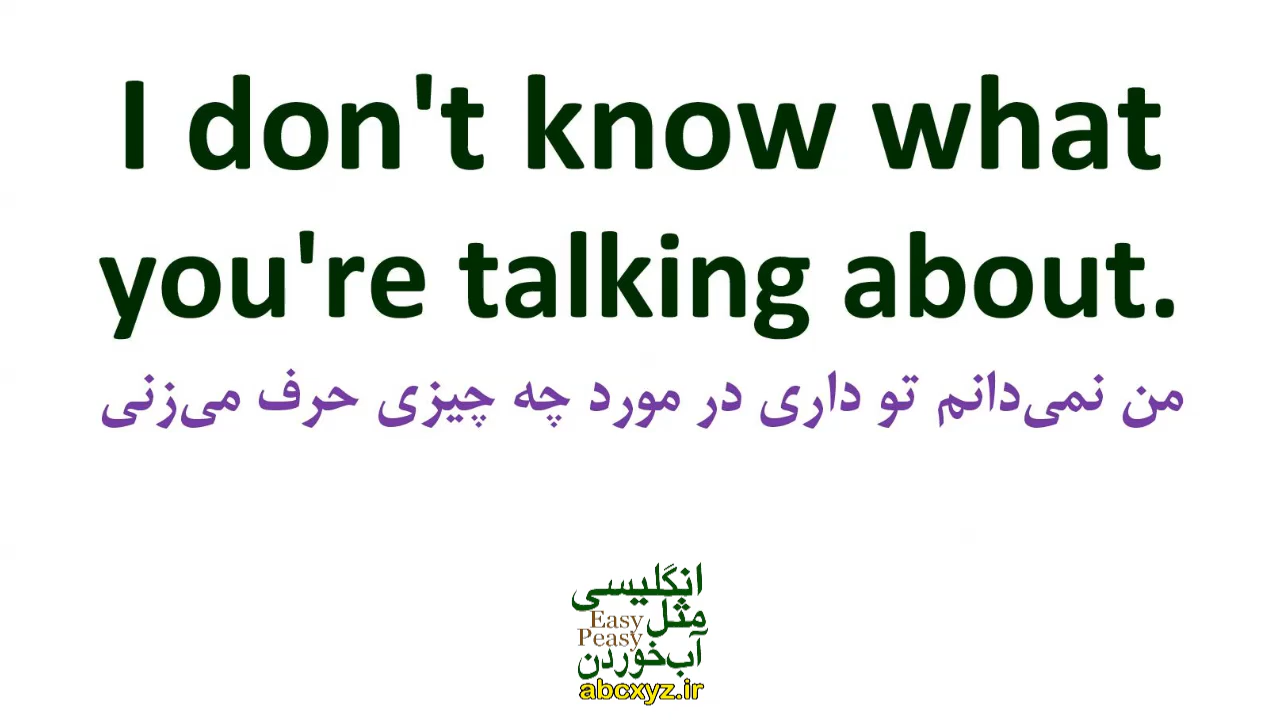 I don't know what
you're talking about.
من نمی‌دانم تو داری در مورد چه چیزی حرف می‌زنی
انگلیسی
مثل
Easy
Peasy
آب‌خوردن
abcxyz.ir